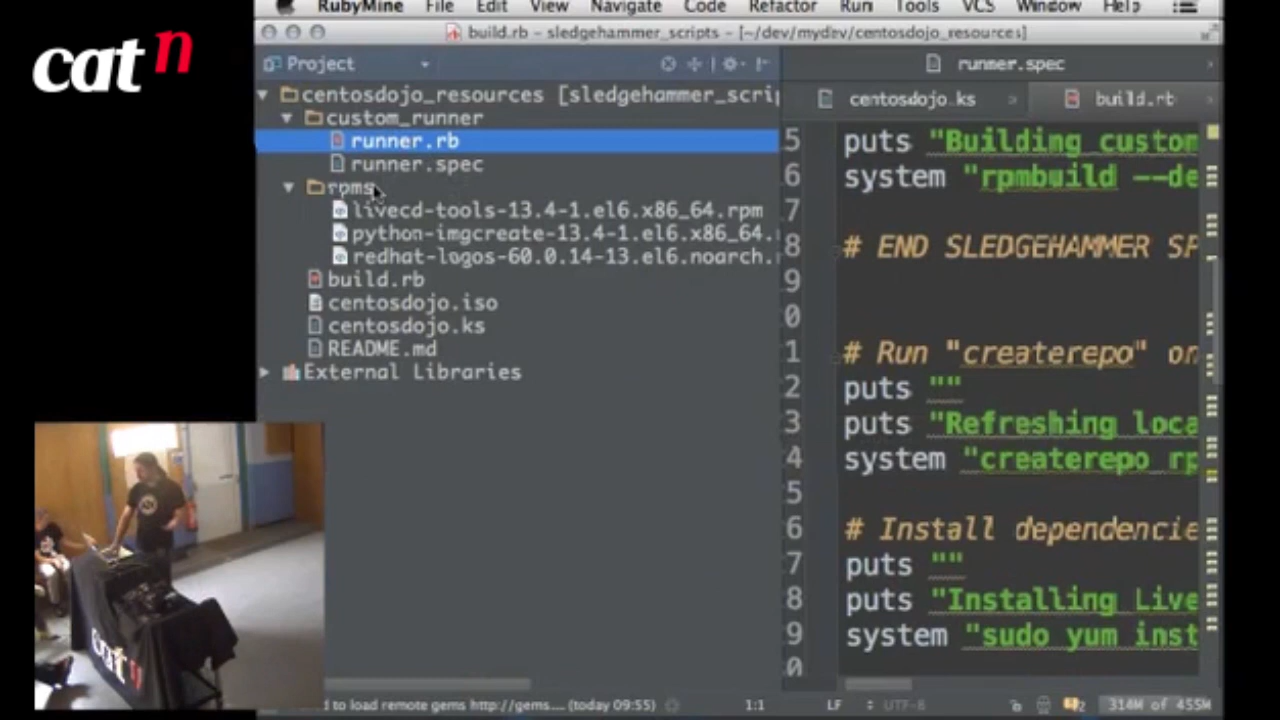 cat n
RubyMine File Edit View Navigate Code Refactor Run Tools VCS Window Help
build.rb – sledgehammer_scripts – [~/dev/mydev/centosdojo_resources]
Project
runner.spec
centosdojo.ks build.rb
centosdojo_resources [sledgehammer_scrip
custom_runner
runner.rb
runner.spec
rpms
livecd-tools-13.4-1.el6.x86_64.rpm
python-imgcreate-13.4-1.el6.x86_64.
redhat-logos-60.0.14-13.el6.noarch.
build.rb
centosdojo.iso
centosdojo.ks
README.md
External Libraries
5 puts "Building custom
6 system "rpmbuild --de
7
8 # END SLEDGEHAMMER SP
9
0
1 # Run "createrepo" on
2 puts ""
3 puts "Refreshing loca
4 system "createrepo rp
5
6 # Install dependencie
7 puts ""
8 puts "Installing Live
9 system "sudo yum inst
0
d to load remote gems http://gems.... (today 09:55) 1:1 LF UTF-8 314M of 455M
cat n